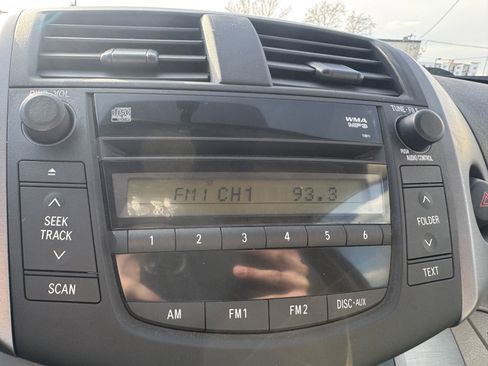 PWR•VOL
WMA
MP3
TUNE•FILE
PUSH
AUDIO CONTROL
FM1 CH1 93.3
SEEK
TRACK
FOLDER
1 2 3 4 5 6
SCAN
TEXT
AM
FM1
FM2
DISC•AUX